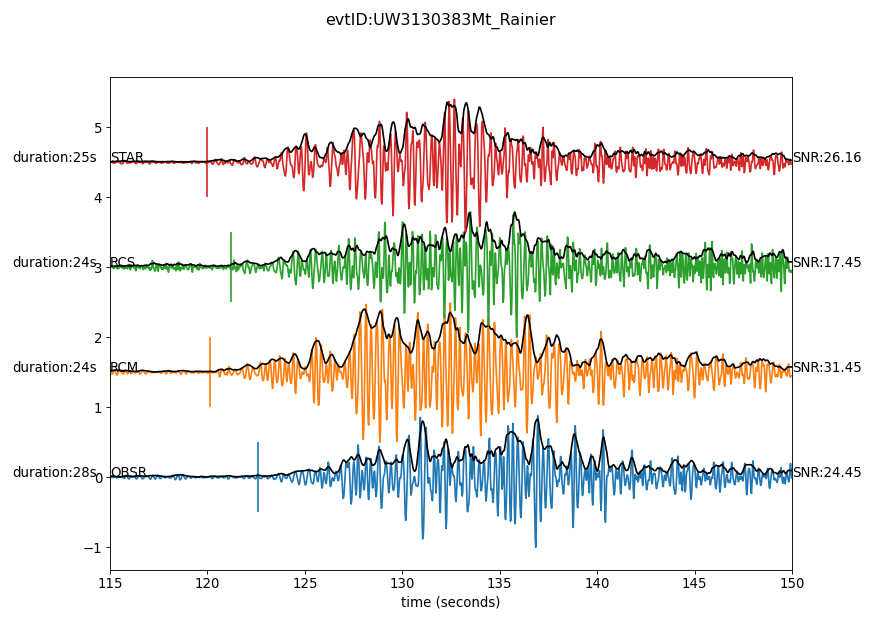 evtID:UW3130383Mt_Rainier
5
duration:25s STAR SNR:26.16
4
duration:24s RCS SNR:17.45
3
2
duration:24s RCM SNR:31.45
1
duration:28s OBSR SNR:24.45
0
−1
115 120 125 130 135 140 145 150
time (seconds)